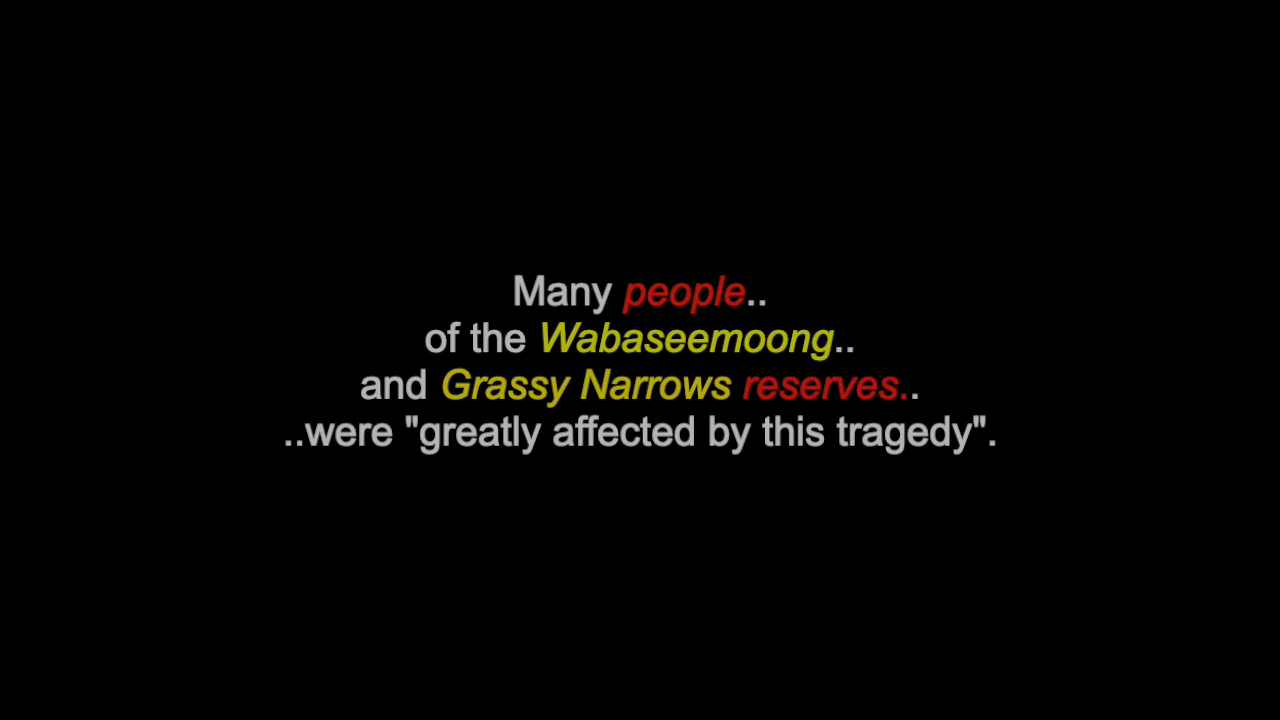 Many people..
of the Wabaseemoong..
and Grassy Narrows reserves..
..were "greatly affected by this tragedy".